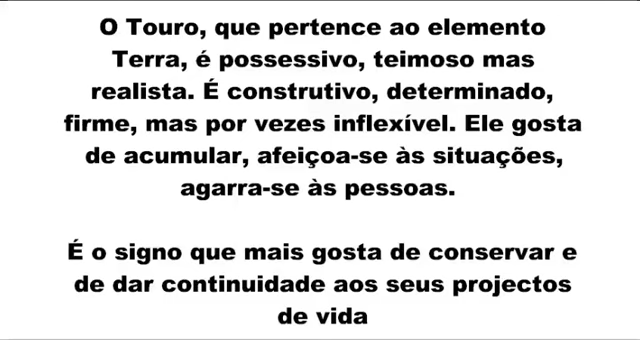 O Touro, que pertence ao elemento
Terra, é possessivo, teimoso mas
realista. É construtivo, determinado,
firme, mas por vezes inflexível. Ele gosta
de acumular, afeiçoa-se às situações,
agarra-se às pessoas.
É o signo que mais gosta de conservar e
de dar continuidade aos seus projectos
de vida